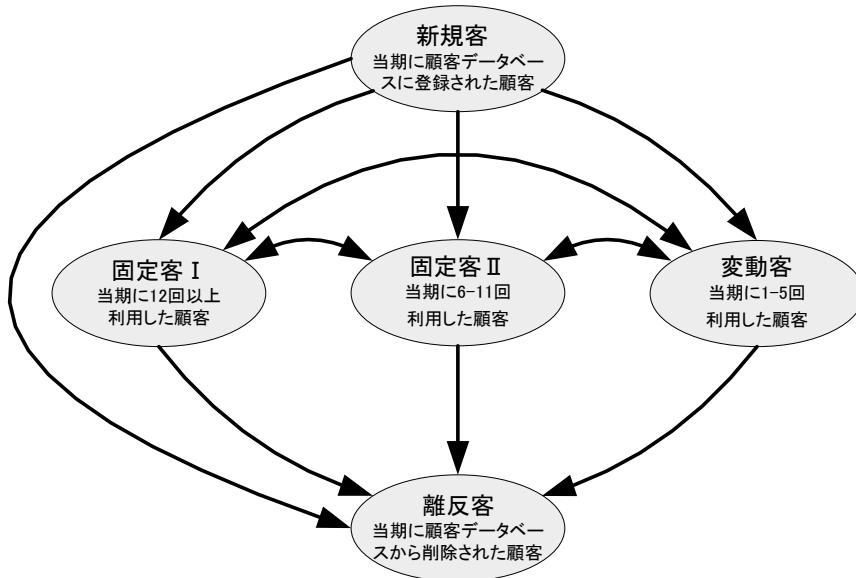 新規客
当期に顧客データベー
スに登録された顧客
固定客Ⅰ
当期に12回以上
利用した顧客
固定客Ⅱ
当期に6-11回
利用した顧客
変動客
当期に1-5回
利用した顧客
離反客
当期に顧客データベー
スから削除された顧客